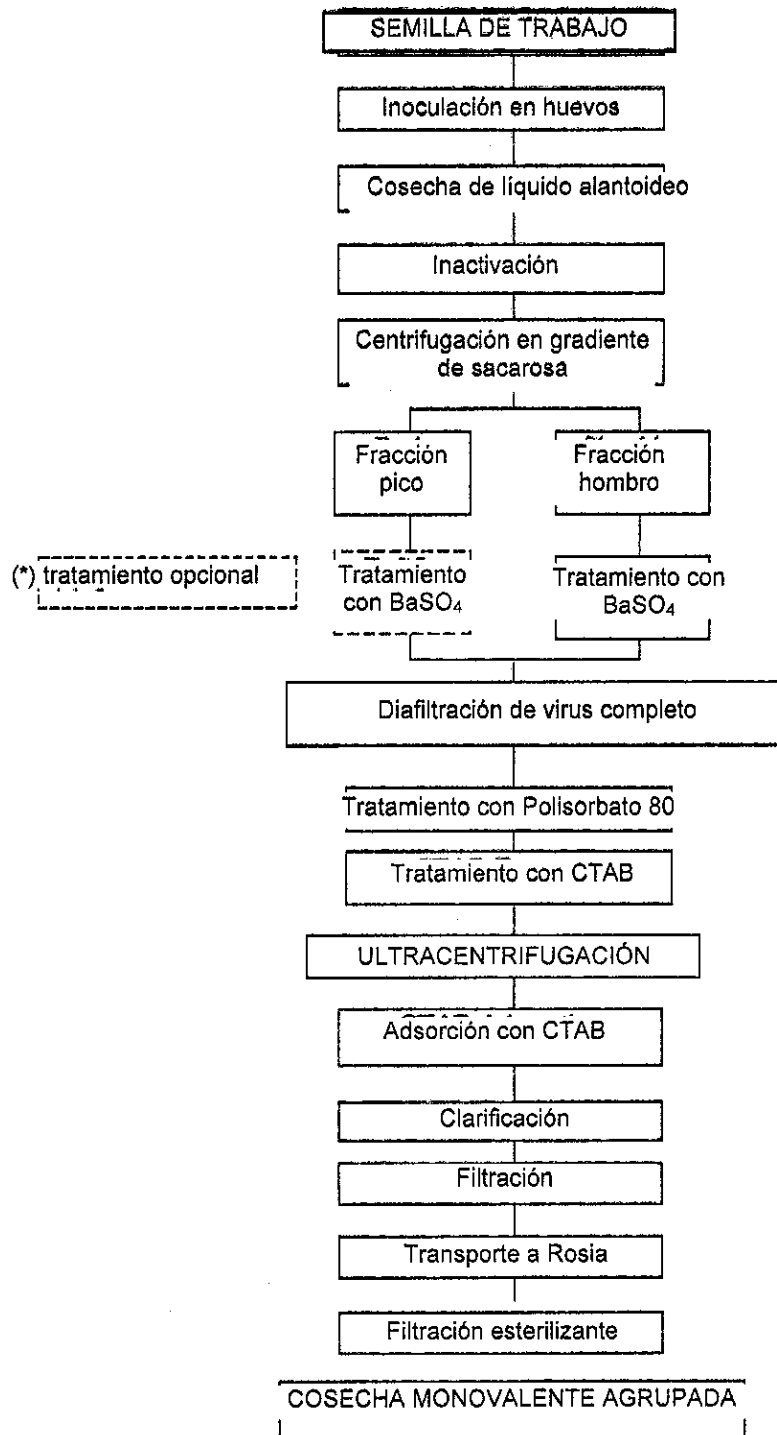 SEMILLA DE TRABAJO
Inoculación en huevos
Cosecha de líquido alantoideo
Inactivación
Centrifugación en gradiente
de sacarosa
Fracción
pico
Fracción
hombro
(*) tratamiento opcional
Tratamiento
con BaSO₄
Tratamiento con
BaSO₄
Diafiltración de virus completo
Tratamiento con Polisorbato 80
Tratamiento con CTAB
ULTRACENTRIFUGACIÓN
Adsorción con CTAB
Clarificación
Filtración
Transporte a Rosia
Filtración esterilizante
COSECHA MONOVALENTE AGRUPADA